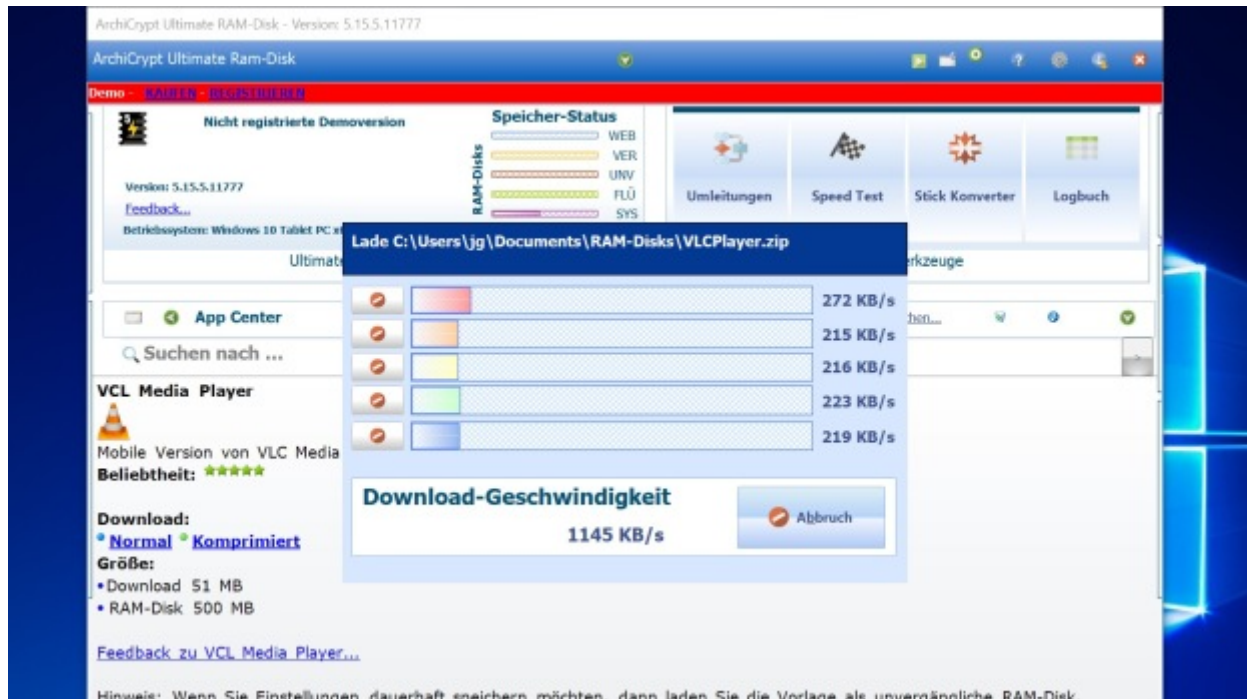 ArchiCrypt Ultimate RAM-Disk - Version: 5.15.5.11777
ArchiCrypt Ultimate Ram-Disk
Demo - KAUFEN - REGISTRIEREN
Nicht registrierte Demoversion
Version: 5.15.5.11777
Feedback...
Betriebssystem: Windows 10 Tablet PC
Speicher-Status
RAM-Disks
WEB
VER
UNV
FLÜ
SYS
Umleitungen
Speed Test
Stick Konverter
Logbuch
Lade C:\Users\jg\Documents\RAM-Disks\VLCPlayer.zip
272 KB/s
215 KB/s
216 KB/s
223 KB/s
219 KB/s
Download-Geschwindigkeit
1145 KB/s
Abbruch
App Center
Suchen nach ...
VCL Media Player
Mobile Version von VLC Media
Beliebtheit:
Download:
Normal Komprimiert
Größe:
•Download 51 MB
• RAM-Disk 500 MB
Feedback zu VCL Media Player...
Hinweis: Wenn Sie Einstellungen dauerhaft speichern möchten, dann laden Sie die Vorlage als unvergängliche RAM-Disk